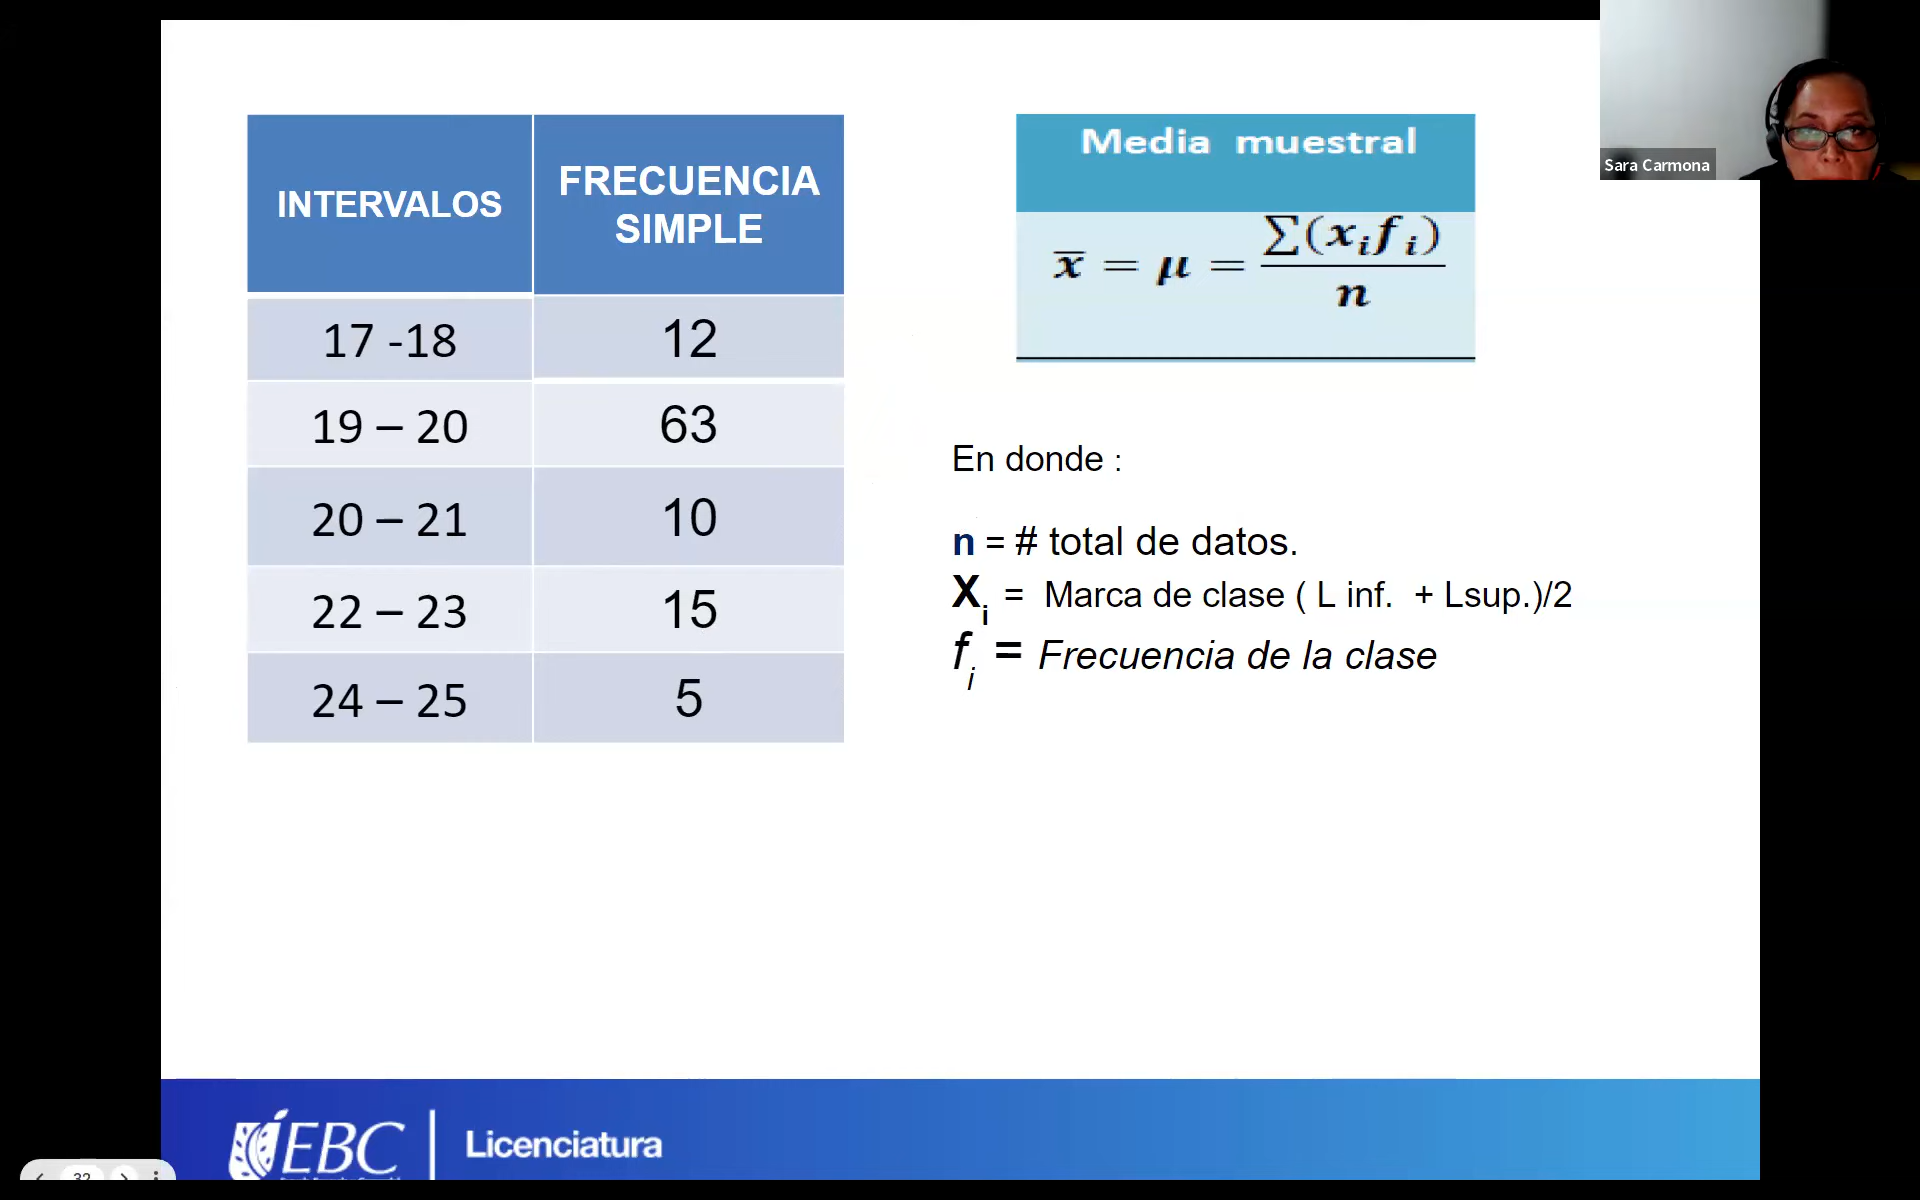 INTERVALOS
FRECUENCIA
SIMPLE
17 -18
12
19 – 20
63
20 – 21
10
22 – 23
15
24 – 25
5
Media muestral
x̅ = μ = ∑(xᵢfᵢ)/n
Sara Carmona
En donde :
n = # total de datos.
Xᵢ = Marca de clase ( L inf. + Lsup.)/2
fᵢ = Frecuencia de la clase
EBC
Licenciatura
32